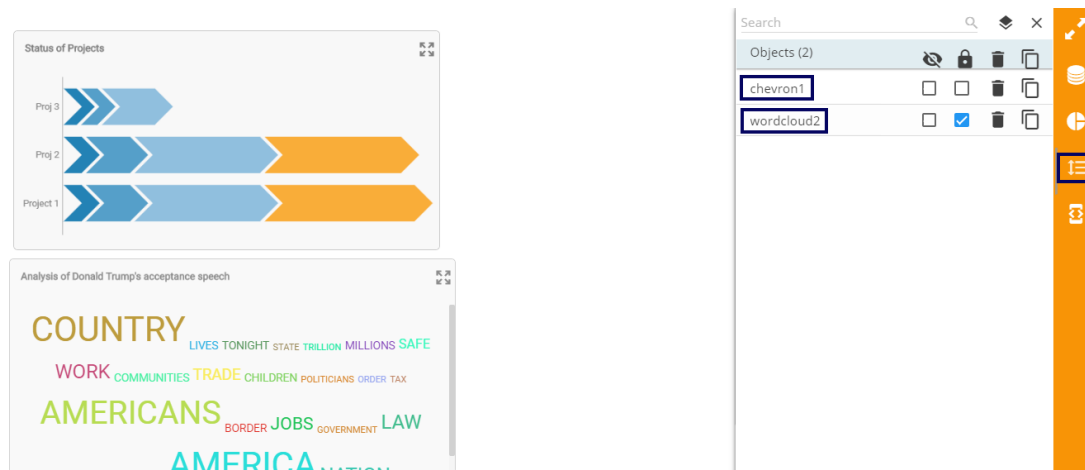 Status of Projects
Proj 3
Proj 2
Project 1
Analysis of Donald Trump's acceptance speech
COUNTRY LIVES TONIGHT STATE TRILLION MILLIONS SAFE
WORK COMMUNITIES TRADE CHILDREN POLITICIANS ORDER TAX
AMERICANS BORDER JOBS GOVERNMENT LAW
AMERICA NATION
Search
Objects (2)
chevron1
wordcloud2